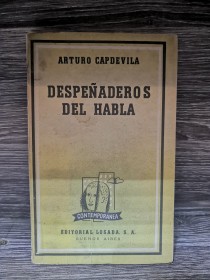 ARTURO CAPDEVILA
DESPEÑADEROS
DEL HABLA
CONTEMPORANEA
EDITORIAL LOSADA, S. A.
BUENOS AIRES